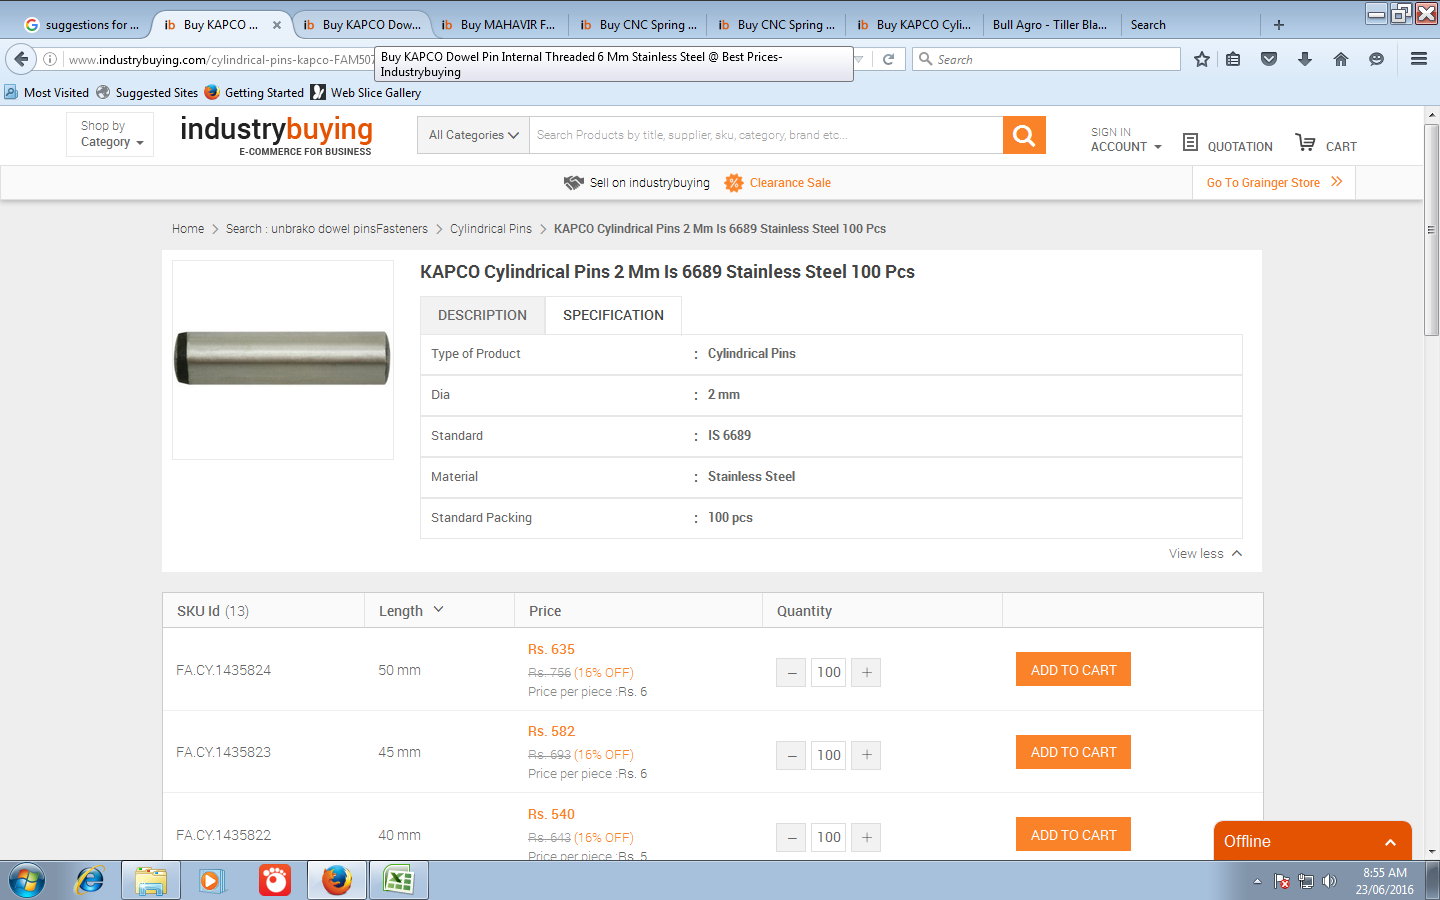 suggestions for ...
Buy KAPCO ...
Buy KAPCO Dow...
Buy MAHAVIR F...
Buy CNC Spring ...
Buy CNC Spring ...
Buy KAPCO Cyli...
Bull Agro - Tiller Bla...
Search
www.industrybuying.com/cylindrical-pins-kapco-FAM507
Buy KAPCO Dowel Pin Internal Threaded 6 Mm Stainless Steel @ Best Prices-
Industrybuying
Search
Most Visited
Suggested Sites
Getting Started
Web Slice Gallery
Shop by
Category
industrybuying
E-COMMERCE FOR BUSINESS
All Categories
Search Products by title, supplier, sku, category, brand etc...
SIGN IN
ACCOUNT
QUOTATION
CART
Sell on industrybuying
Clearance Sale
Go To Grainger Store
Home > Search : unbrako dowel pinsFasteners > Cylindrical Pins > KAPCO Cylindrical Pins 2 Mm Is 6689 Stainless Steel 100 Pcs
KAPCO Cylindrical Pins 2 Mm Is 6689 Stainless Steel 100 Pcs
DESCRIPTION
SPECIFICATION
Type of Product : Cylindrical Pins
Dia : 2 mm
Standard : IS 6689
Material : Stainless Steel
Standard Packing : 100 pcs
View less
SKU Id (13) Length Price Quantity
Rs. 635
FA.CY.1435824 50 mm Rs. 756 (16% OFF) – 100 + ADD TO CART
Price per piece :Rs. 6
Rs. 582
FA.CY.1435823 45 mm Rs. 693 (16% OFF) – 100 + ADD TO CART
Price per piece :Rs. 6
Rs. 540
FA.CY.1435822 40 mm Rs. 643 (16% OFF) – 100 + ADD TO CART
Price per piece :Rs. 5
Offline
8:55 AM
23/06/2016